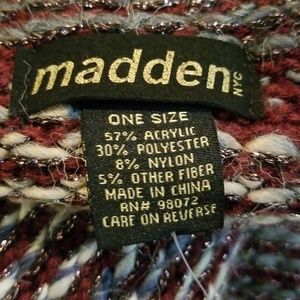 madden NYC
ONE SIZE
57% ACRYLIC
30% POLYESTER
8% NYLON
5% OTHER FIBER
MADE IN CHINA
RN# 98072
CARE ON REVERSE